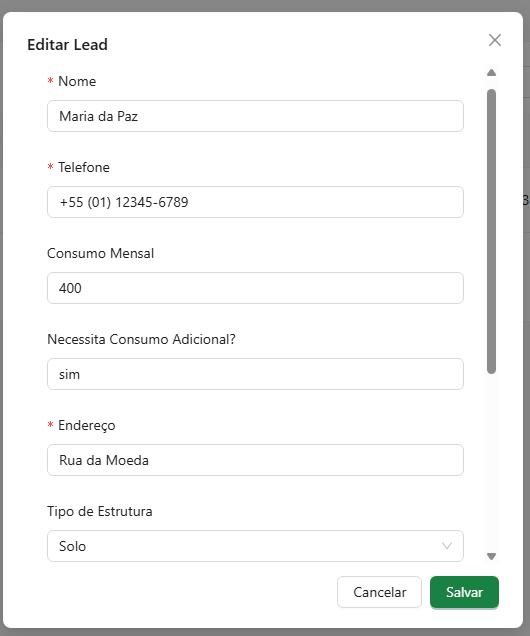 Editar Lead
* Nome
Maria da Paz
* Telefone
+55 (01) 12345-6789
Consumo Mensal
400
Necessita Consumo Adicional?
sim
* Endereço
Rua da Moeda
Tipo de Estrutura
Solo
Cancelar Salvar
3